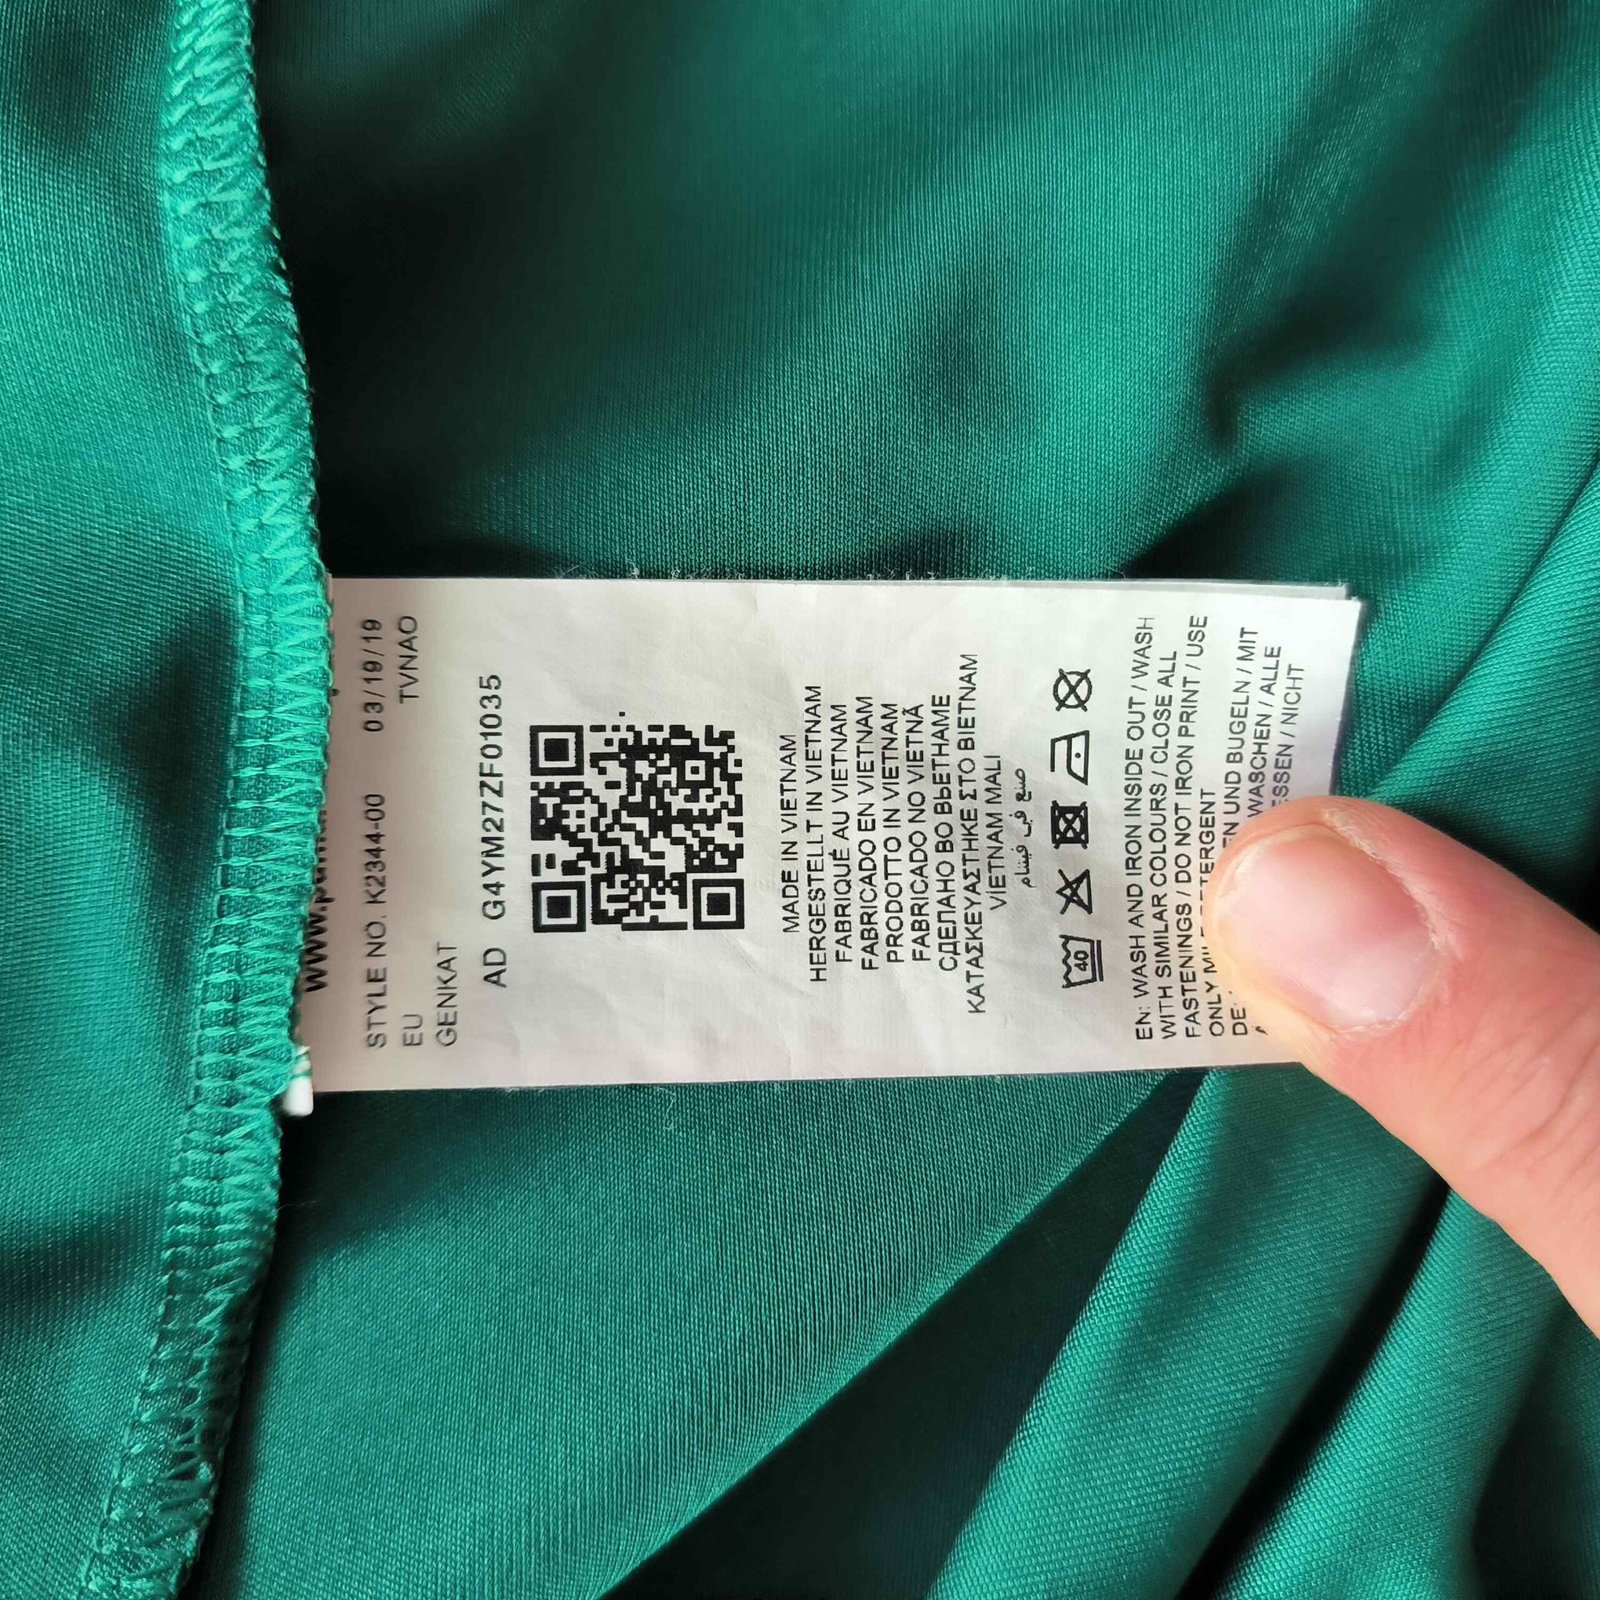 STYLE NO. K2344-00 03/19/19
EU TVNAO
GENKAT
AD G4YM27ZF01035
MADE IN VIETNAM
HERGESTELLT IN VIETNAM
FABRIQUÉ AU VIETNAM
FABRICADO EN VIETNAM
PRODOTTO IN VIETNAM
FABRICADO NO VIETNÃ
СДЕЛАНО ВО ВЬЕТНАМЕ
ΚΑΤΑΣΚΕΥΑΣΤΗΚΕ ΣΤΟ ΒΙΕΤΝΑΜ
VIETNAM MALI
صنع في فيتنام
40
EN: WASH AND IRON INSIDE OUT / WASH
WITH SIMILAR COLOURS / CLOSE ALL
FASTENINGS / DO NOT IRON PRINT / USE
ONLY DETERGENT
UND BUGELN / MIT
WASCHEN / ALLE
/ NICHT